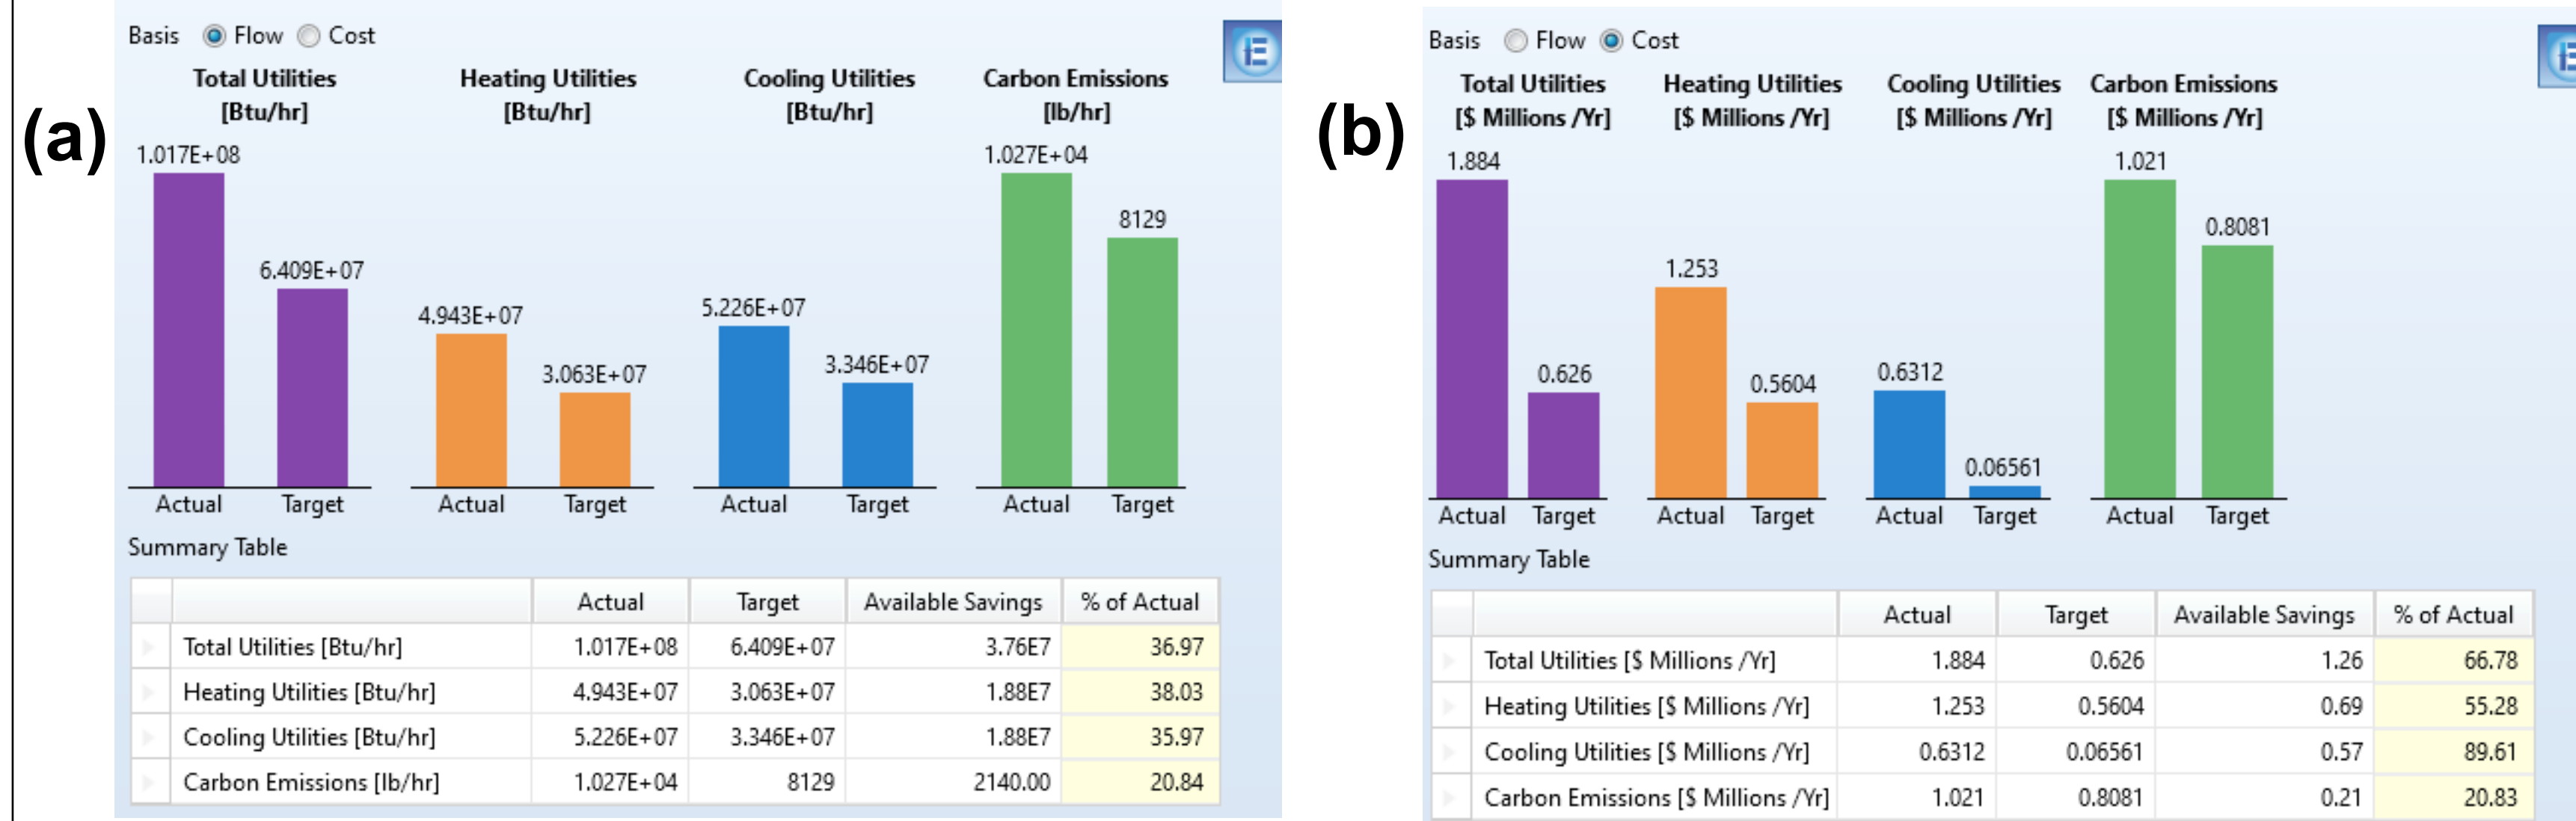 (a)
Basis Flow Cost
Total Utilities Heating Utilities Cooling Utilities Carbon Emissions
[Btu/hr] [Btu/hr] [Btu/hr] [lb/hr]
1.017E+08 6.409E+07 4.943E+07 3.063E+07 5.226E+07 3.346E+07 1.027E+04 8129
Actual Target Actual Target Actual Target Actual Target
Summary Table
Actual Target Available Savings % of Actual
Total Utilities [Btu/hr] 1.017E+08 6.409E+07 3.76E7 36.97
Heating Utilities [Btu/hr] 4.943E+07 3.063E+07 1.88E7 38.03
Cooling Utilities [Btu/hr] 5.226E+07 3.346E+07 1.88E7 35.97
Carbon Emissions [lb/hr] 1.027E+04 8129 2140.00 20.84
(b)
Basis Flow Cost
Total Utilities Heating Utilities Cooling Utilities Carbon Emissions
[$ Millions /Yr] [$ Millions /Yr] [$ Millions /Yr] [$ Millions /Yr]
1.884 0.626 1.253 0.5604 0.6312 0.06561 1.021 0.8081
Actual Target Actual Target Actual Target Actual Target
Summary Table
Actual Target Available Savings % of Actual
Total Utilities [$ Millions /Yr] 1.884 0.626 1.26 66.78
Heating Utilities [$ Millions /Yr] 1.253 0.5604 0.69 55.28
Cooling Utilities [$ Millions /Yr] 0.6312 0.06561 0.57 89.61
Carbon Emissions [$ Millions /Yr] 1.021 0.8081 0.21 20.83